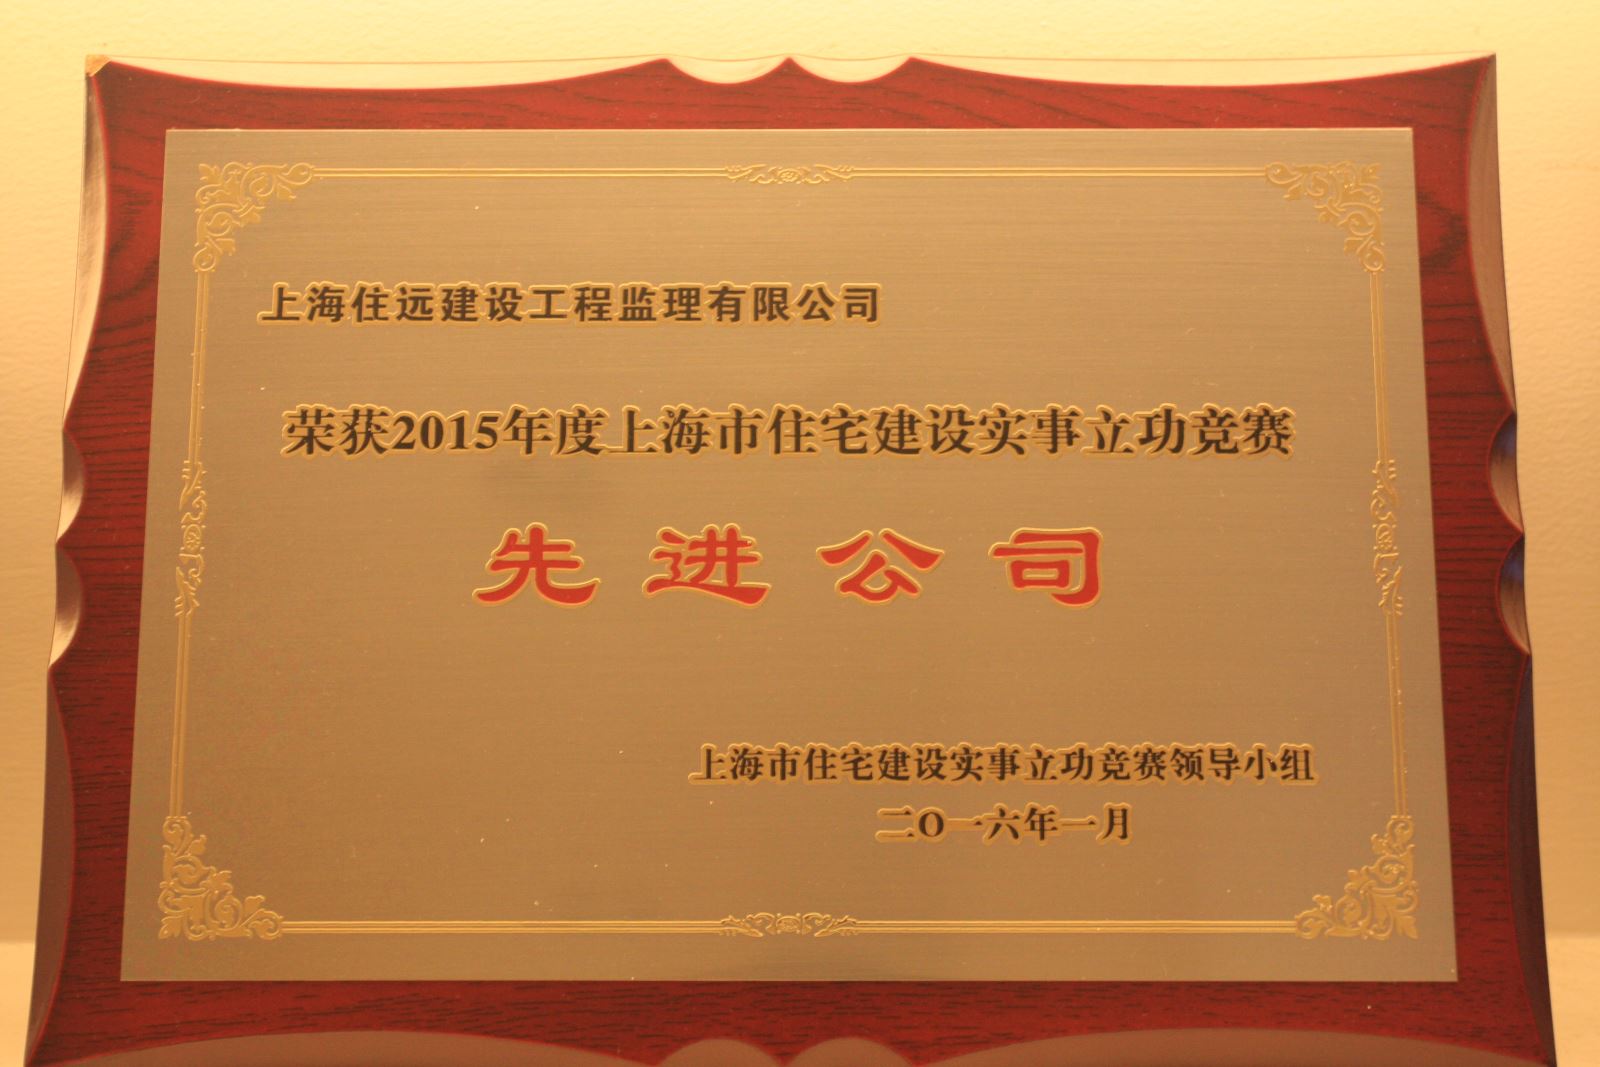 上海住远建设工程监理有限公司
荣获2015年度上海市住宅建设实事立功竞赛
先进公司
上海市住宅建设实事立功竞赛领导小组
二O一六年一月